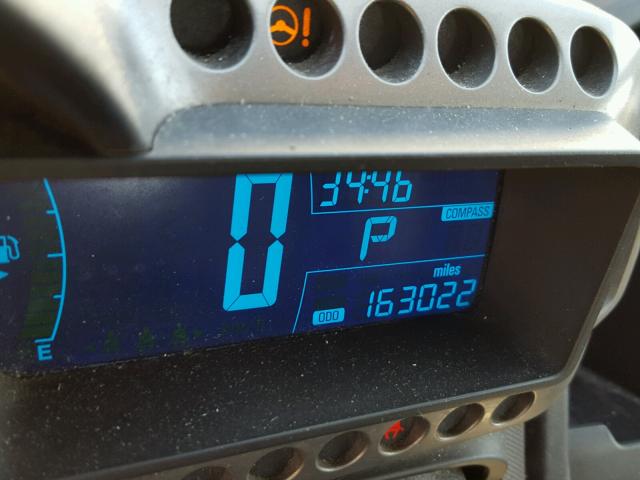 !
34:46
0
COMPASS
P
miles
ODO 163022
E